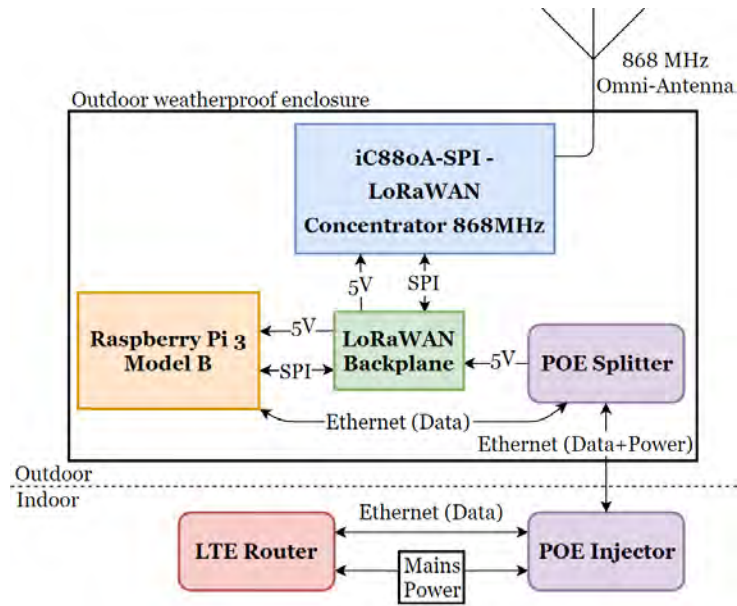 868 MHz
Omni-Antenna
Outdoor weatherproof enclosure
iC880A-SPI -
LoRaWAN
Concentrator 868MHz
5V
SPI
Raspberry Pi 3
Model B
5V
SPI
LoRaWAN
Backplane
5V
POE Splitter
Ethernet (Data)
Ethernet (Data+Power)
Outdoor
Indoor
Ethernet (Data)
LTE Router
POE Injector
Mains
Power